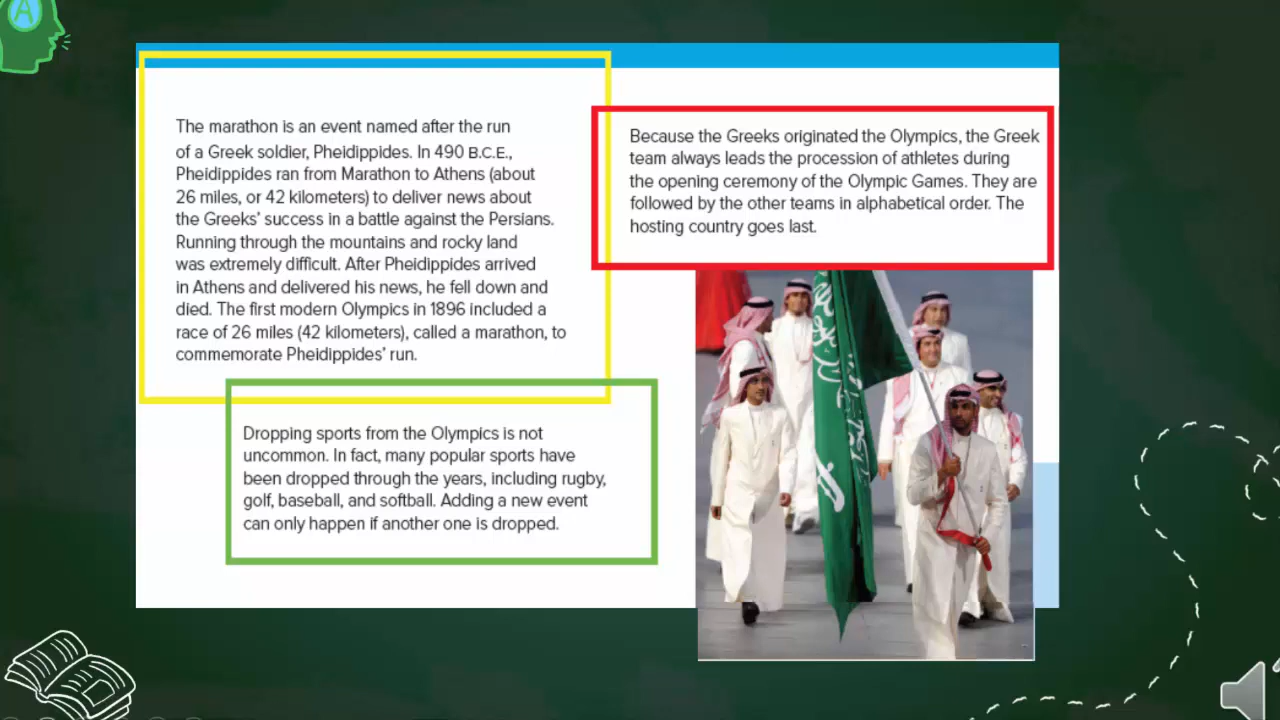 A
The marathon is an event named after the run
of a Greek soldier, Pheidippides. In 490 B.C.E.,
Pheidippides ran from Marathon to Athens (about
26 miles, or 42 kilometers) to deliver news about
the Greeks’ success in a battle against the Persians.
Running through the mountains and rocky land
was extremely difficult. After Pheidippides arrived
in Athens and delivered his news, he fell down and
died. The first modern Olympics in 1896 included a
race of 26 miles (42 kilometers), called a marathon, to
commemorate Pheidippides’ run.
Because the Greeks originated the Olympics, the Greek
team always leads the procession of athletes during
the opening ceremony of the Olympic Games. They are
followed by the other teams in alphabetical order. The
hosting country goes last.
Dropping sports from the Olympics is not
uncommon. In fact, many popular sports have
been dropped through the years, including rugby,
golf, baseball, and softball. Adding a new event
can only happen if another one is dropped.